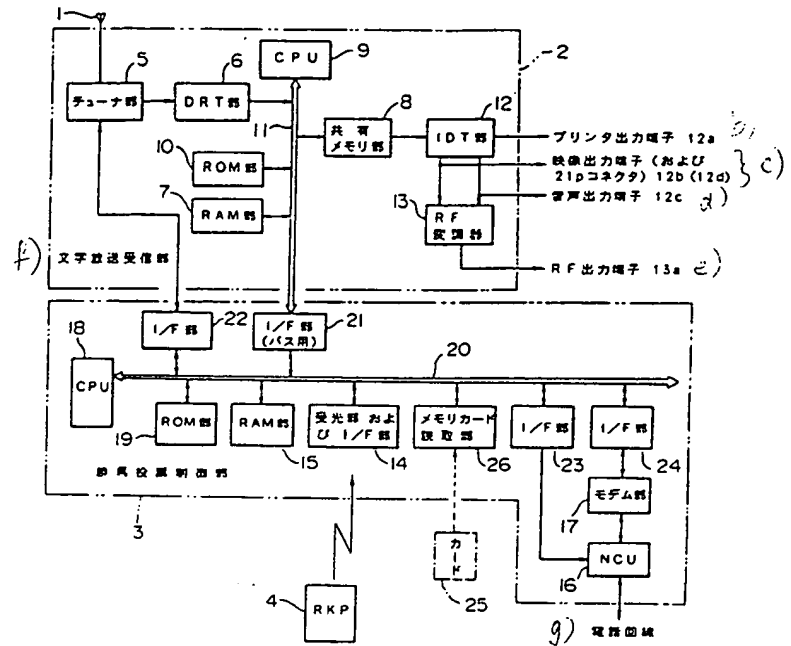 1
2
5
6
9
CPU
チューナ部
DRT部
11
8
12
共有
メモリ部
IDT部
プリンタ出力端子 12a
10
ROM部
映像出力端子 (および
21pコネクタ) 12b (12d)
c)
7
RAM部
音声出力端子 12c
d)
13
RF
変調部
RF出力端子 13a
e)
f)
文字放送受信部
18
I/F部
22
I/F部
(バス用)
21
20
CPU
ROM部
19
RAM部
15
受光部 およ
び I/F部
14
メモリカード
読取部
26
I/F部
23
I/F部
24
勝馬投票制御部
3
モデム部
17
カード
25
NCU
16
4
RKP
g)
電話回線